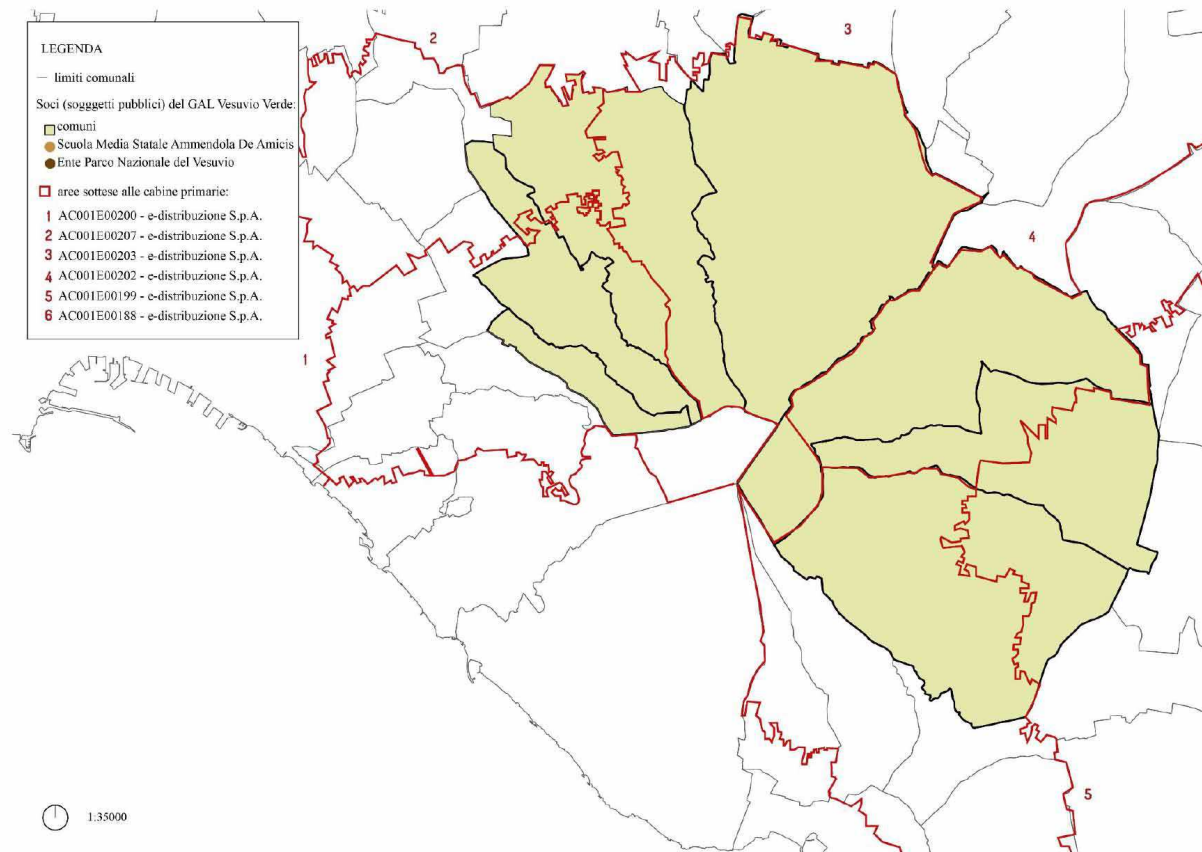 LEGENDA
limiti comunali
Soci (sogggetti pubblici) del GAL Vesuvio Verde:
comuni
Scuola Media Statale Ammendola De Amicis
Ente Parco Nazionale del Vesuvio
aree sottese alle cabine primarie:
1 AC001E00200 - e-distribuzione S.p.A.
2 AC001E00207 - e-distribuzione S.p.A.
3 AC001E00203 - e-distribuzione S.p.A.
4 AC001E00202 - e-distribuzione S.p.A.
5 AC001E00199 - e-distribuzione S.p.A.
6 AC001E00188 - e-distribuzione S.p.A.
2
3
4
1
5
1:35000